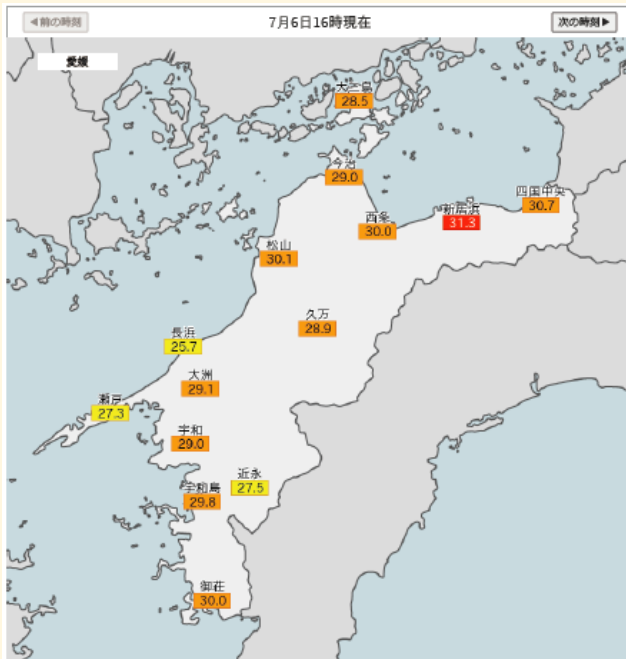 ◀前の時刻
7月6日16時現在
次の時刻▶
愛媛
大三島
28.5
今治
29.0
四国中央
30.7
新居浜
31.3
西条
30.0
松山
30.1
久万
28.9
長浜
25.7
大洲
29.1
瀬戸
27.3
宇和
29.0
近永
27.5
宇和島
29.8
御荘
30.0